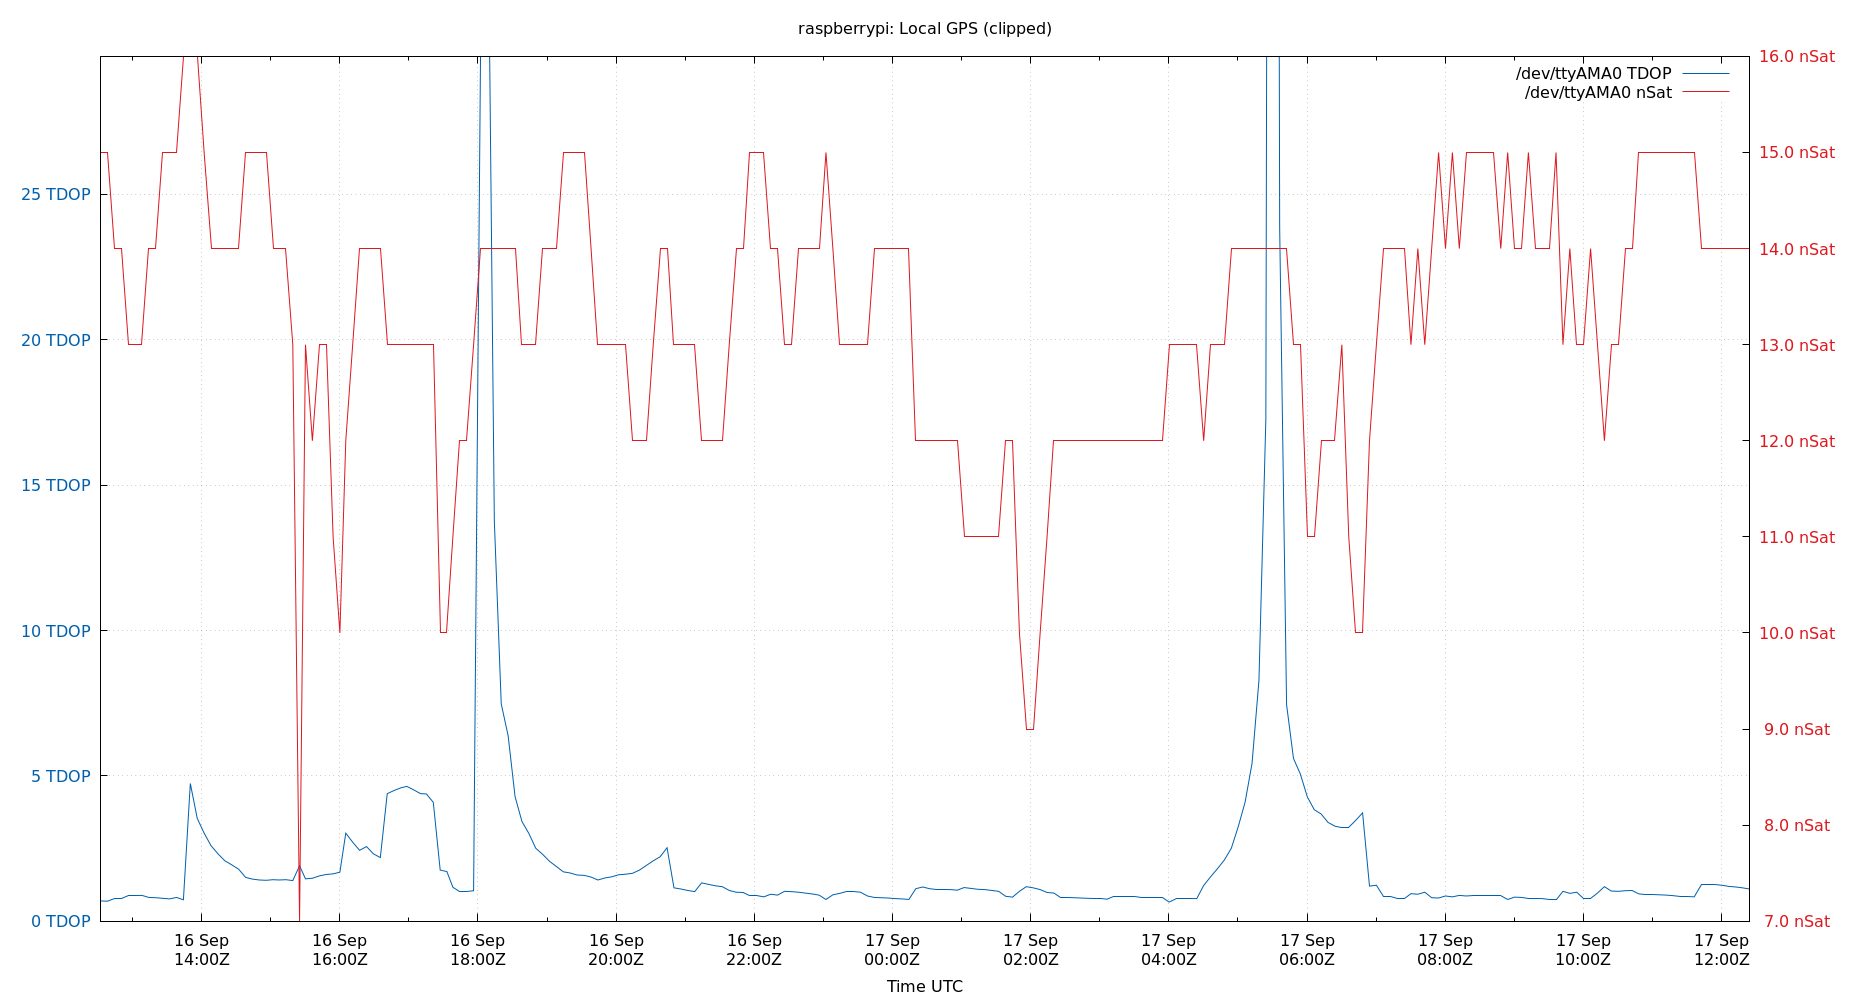 raspberrypi: Local GPS (clipped)
/dev/ttyAMA0 TDOP
/dev/ttyAMA0 nSat
25 TDOP
20 TDOP
15 TDOP
10 TDOP
5 TDOP
0 TDOP
16.0 nSat
15.0 nSat
14.0 nSat
13.0 nSat
12.0 nSat
11.0 nSat
10.0 nSat
9.0 nSat
8.0 nSat
7.0 nSat
16 Sep 16 Sep 16 Sep 16 Sep 16 Sep 17 Sep 17 Sep 17 Sep 17 Sep 17 Sep 17 Sep 17 Sep
14:00Z 16:00Z 18:00Z 20:00Z 22:00Z 00:00Z 02:00Z 04:00Z 06:00Z 08:00Z 10:00Z 12:00Z
Time UTC